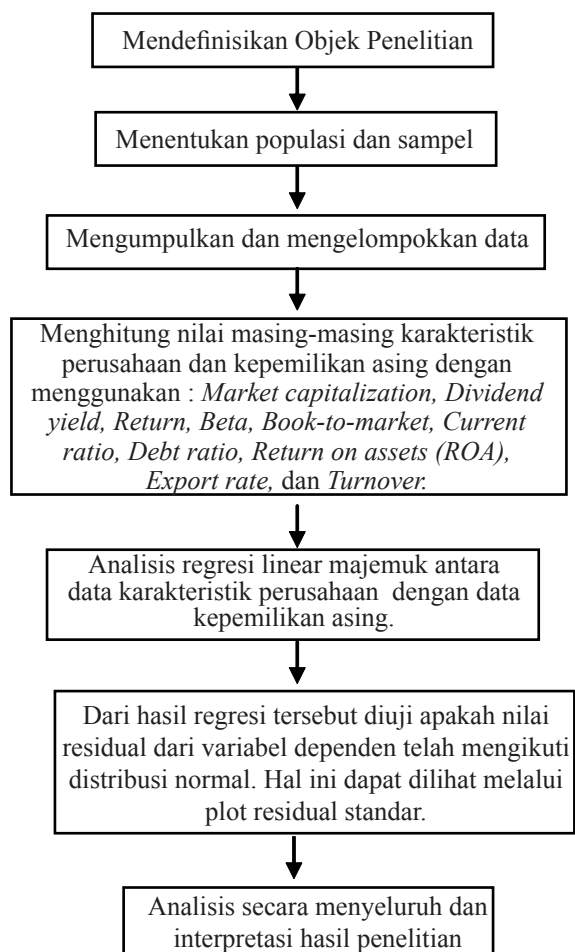 Mendefinisikan Objek Penelitian
Menentukan populasi dan sampel
Mengumpulkan dan mengelompokkan data
Menghitung nilai masing-masing karakteristik
perusahaan dan kepemilikan asing dengan
menggunakan : Market capitalization, Dividend
yield, Return, Beta, Book-to-market, Current
ratio, Debt ratio, Return on assets (ROA),
Export rate, dan Turnover.
Analisis regresi linear majemuk antara
data karakteristik perusahaan dengan data
kepemilikan asing.
Dari hasil regresi tersebut diuji apakah nilai
residual dari variabel dependen telah mengikuti
distribusi normal. Hal ini dapat dilihat melalui
plot residual standar.
Analisis secara menyeluruh dan
interpretasi hasil penelitian